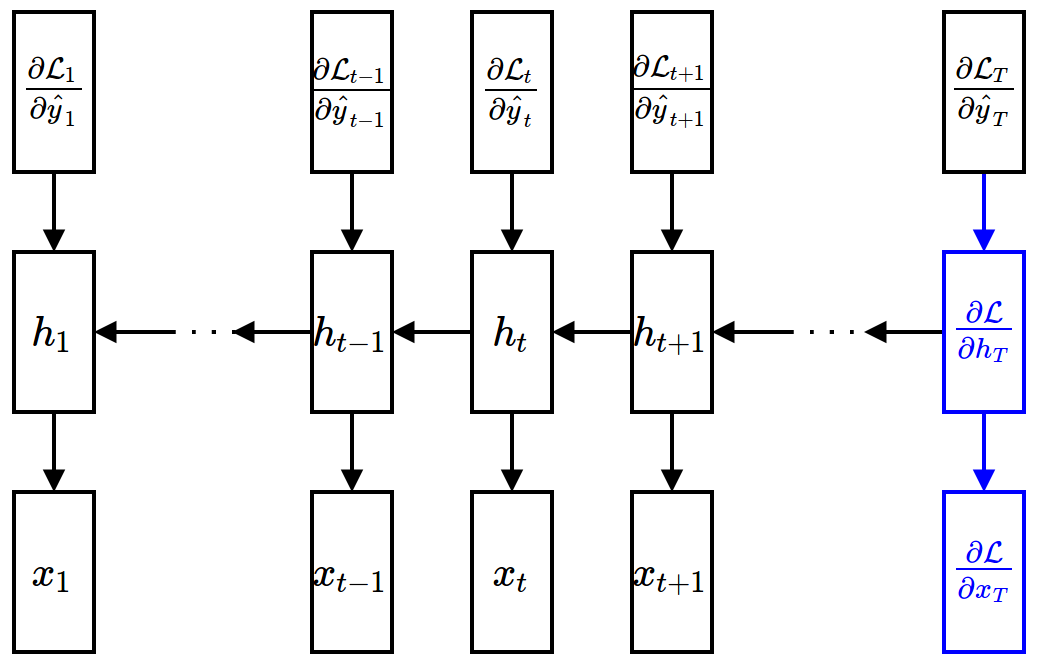 $\frac{\partial \mathcal{L}_1}{\partial \hat{y}_1}$ $\frac{\partial \mathcal{L}_{t-1}}{\partial \hat{y}_{t-1}}$ $\frac{\partial \mathcal{L}_t}{\partial \hat{y}_t}$ $\frac{\partial \mathcal{L}_{t+1}}{\partial \hat{y}_{t+1}}$ $\frac{\partial \mathcal{L}_T}{\partial \hat{y}_T}$
$h_1$ · · · $h_{t-1}$ $h_t$ $h_{t+1}$ · · · $\frac{\partial \mathcal{L}}{\partial h_T}$
$x_1$ $x_{t-1}$ $x_t$ $x_{t+1}$ $\frac{\partial \mathcal{L}}{\partial x_T}$